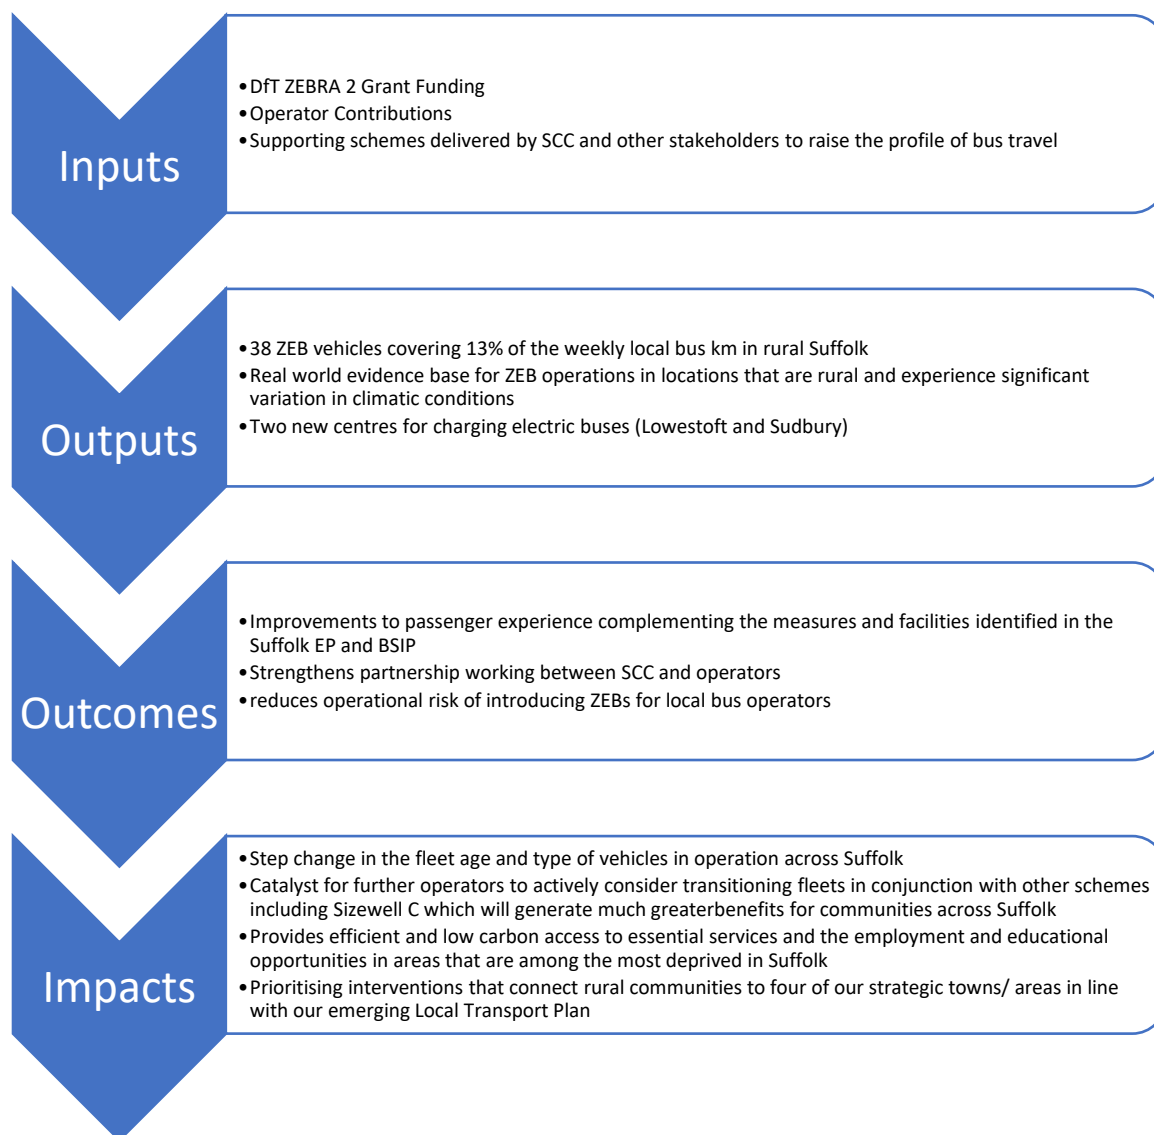 Inputs
•DfT ZEBRA 2 Grant Funding
•Operator Contributions
•Supporting schemes delivered by SCC and other stakeholders to raise the profile of bus travel
Outputs
•38 ZEB vehicles covering 13% of the weekly local bus km in rural Suffolk
•Real world evidence base for ZEB operations in locations that are rural and experience significant
variation in climatic conditions
•Two new centres for charging electric buses (Lowestoft and Sudbury)
Outcomes
•Improvements to passenger experience complementing the measures and facilities identified in the
Suffolk EP and BSIP
•Strengthens partnership working between SCC and operators
•reduces operational risk of introducing ZEBs for local bus operators
Impacts
•Step change in the fleet age and type of vehicles in operation across Suffolk
•Catalyst for further operators to actively consider transitioning fleets in conjunction with other schemes
including Sizewell C which will generate much greaterbenefits for communities across Suffolk
•Provides efficient and low carbon access to essential services and the employment and educational
opportunities in areas that are among the most deprived in Suffolk
•Prioritising interventions that connect rural communities to four of our strategic towns/ areas in line
with our emerging Local Transport Plan